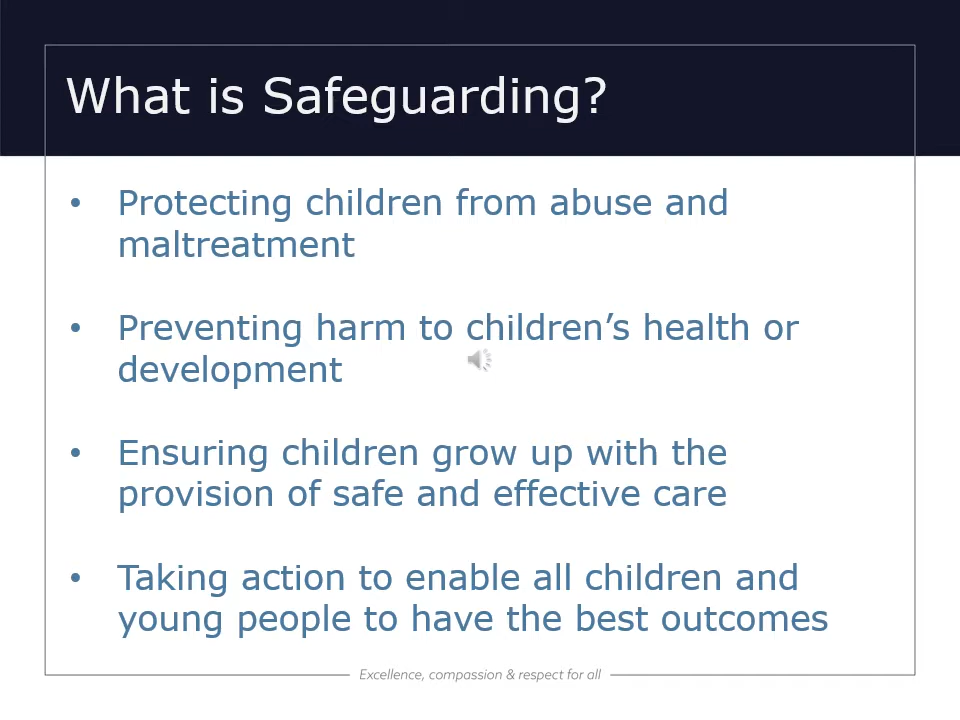 What is Safeguarding?
• Protecting children from abuse and
maltreatment
• Preventing harm to children’s health or
development
• Ensuring children grow up with the
provision of safe and effective care
• Taking action to enable all children and
young people to have the best outcomes
Excellence, compassion & respect for all